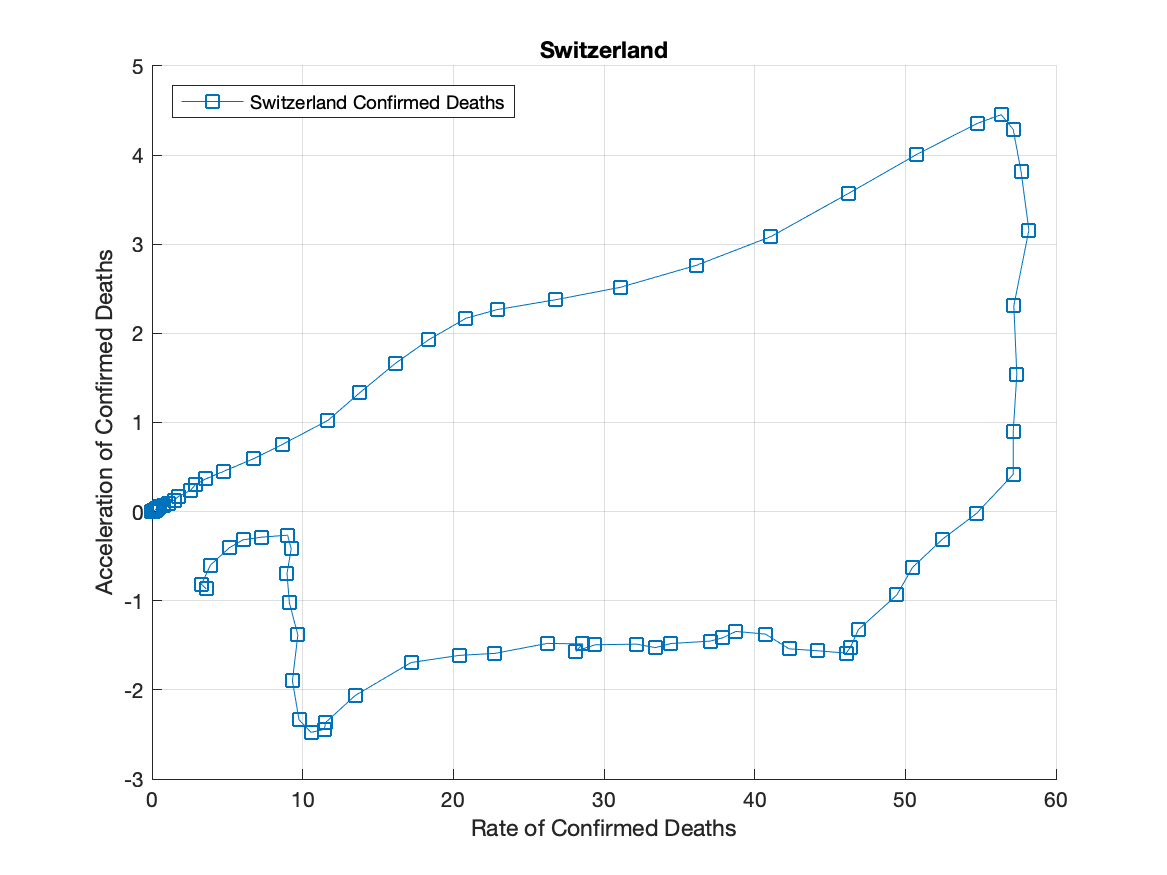 Switzerland
Switzerland Confirmed Deaths
5
4
3
2
1
0
-1
-2
-3
Acceleration of Confirmed Deaths
0 10 20 30 40 50 60
Rate of Confirmed Deaths